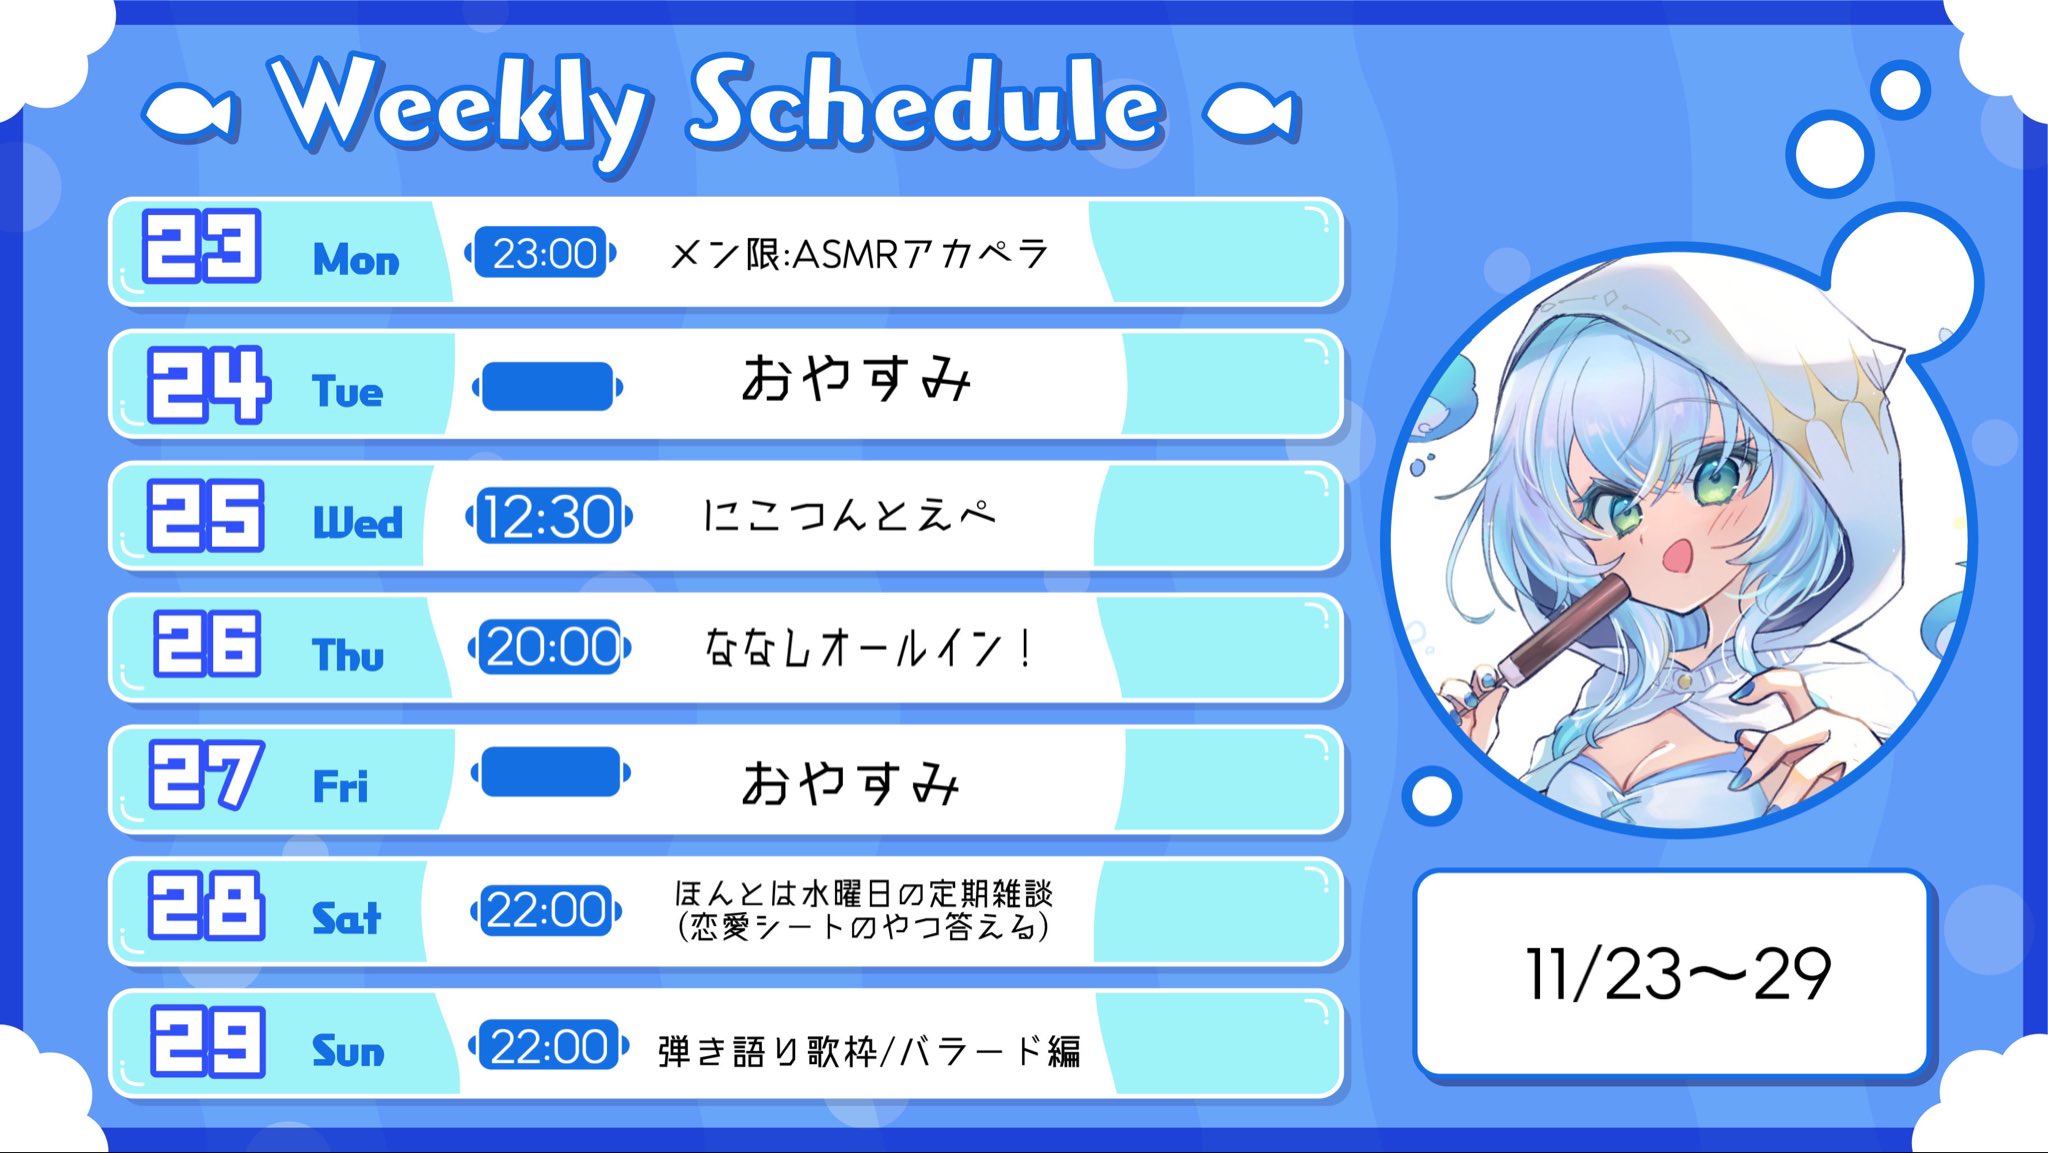 Weekly Schedule
23 Mon 23:00 メン限:ASMRアカペラ
24 Tue おやすみ
25 Wed 12:30 にこつんとえぺ
26 Thu 20:00 ななしオールイン！
27 Fri おやすみ
28 Sat 22:00 ほんとは水曜日の定期雑談
(恋愛シートのやつ答える)
29 Sun 22:00 弾き語り歌枠/バラード編
11/23〜29